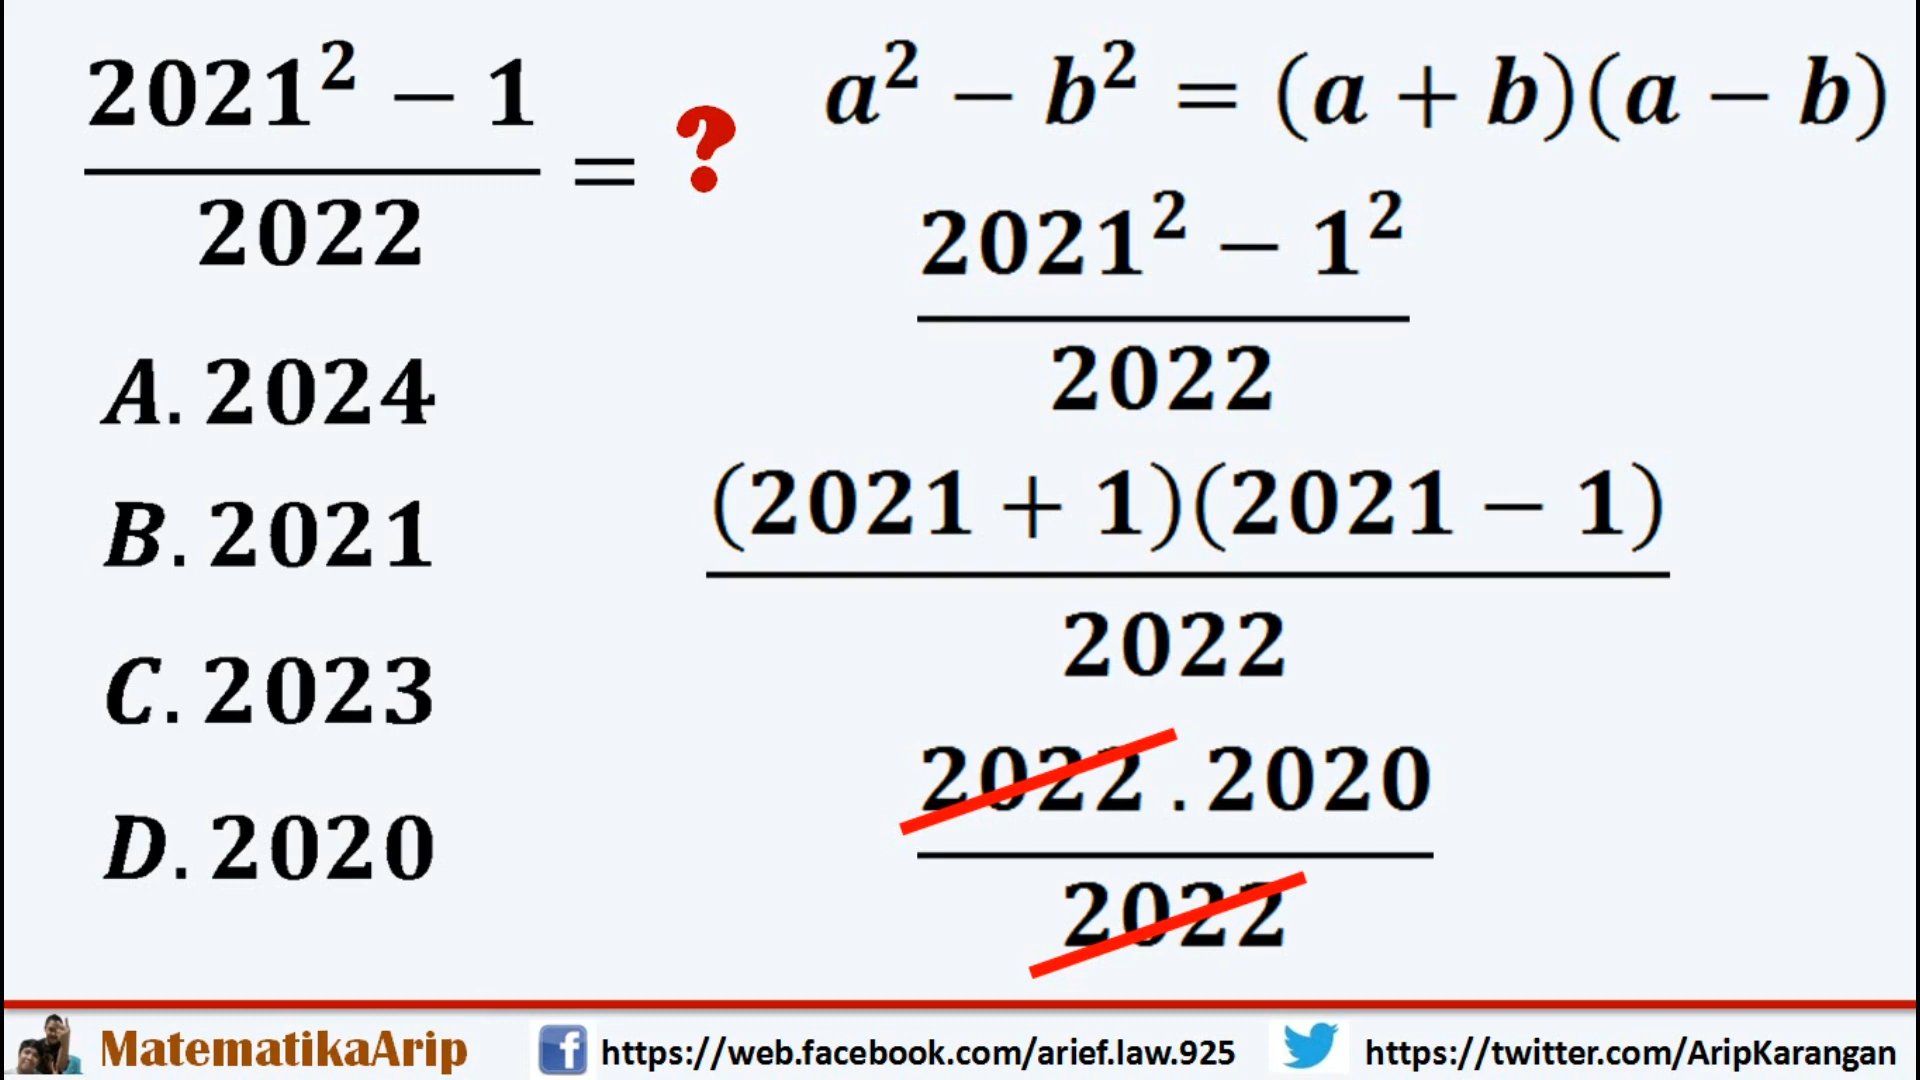 2021² − 1
2022
= ?
A. 2024
B. 2021
C. 2023
D. 2020
a² − b² = (a + b)(a − b)
2021² − 1²
2022
(2021 + 1)(2021 − 1)
2022
2022 . 2020
2022
MatematikaArip
f
https://web.facebook.com/arief.law.925
https://twitter.com/AripKarangan